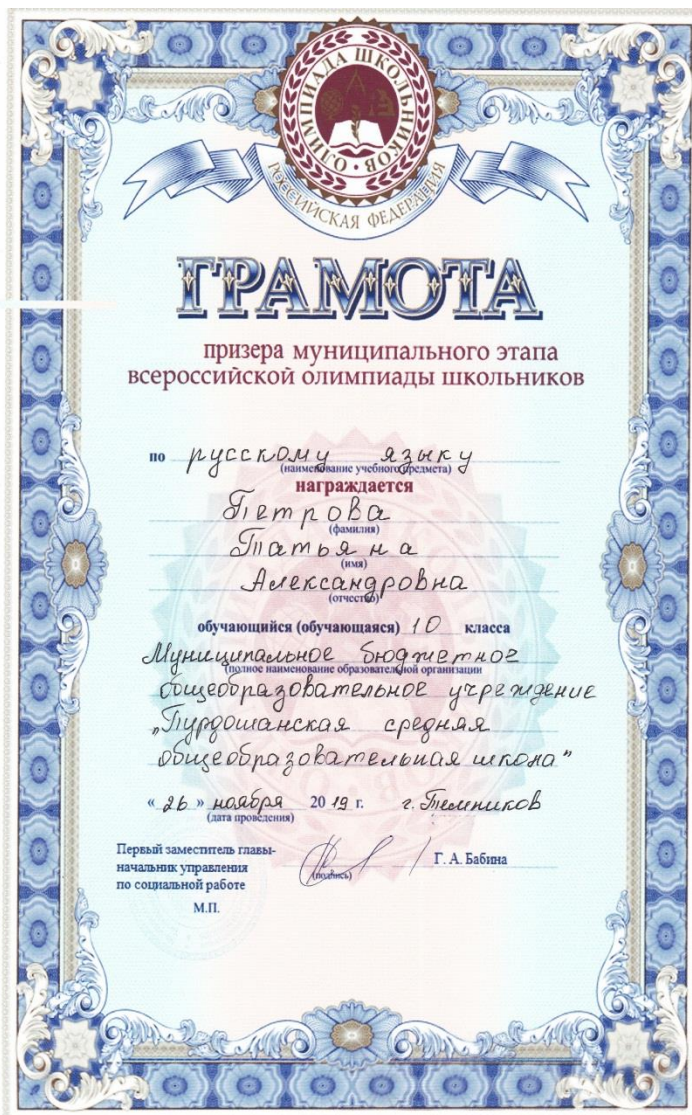 ОЛИМПИАДА ШКОЛЬНИКОВ
РОССИЙСКАЯ ФЕДЕРАЦИЯ
ГРАМОТА
призера муниципального этапа
всероссийской олимпиады школьников
по русскому языку
(наименование учебного предмета)
награждается
Петрова
(фамилия)
Татьяна
(имя)
Александровна
(отчество)
обучающийся (обучающаяся) 10 класса
Муниципальное бюджетное
(полное наименование образовательной организации
общеобразовательное учреждение
„Пурдошанская средняя
общеобразовательная школа"
« 26 » ноября 20 19 г. г. Темников
(дата проведения)
Первый заместитель главы-
начальник управления
по социальной работе
(подпись)
Г. А. Бабина
М.П.